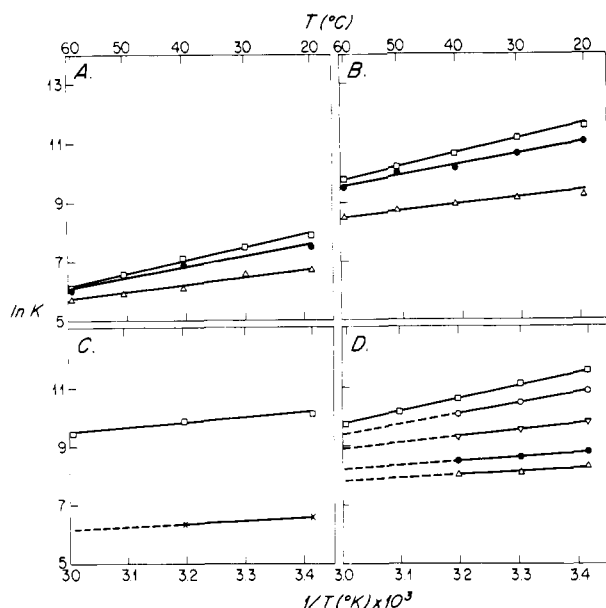 T (°C)
60 50 40 30 20 60 50 40 30 20
A. B.
13
11
9
7
ln K
5
C. D.
11
9
7
5
3.0 3.1 3.2 3.3 3.4 3.0 3.1 3.2 3.3 3.4
1/T (°K) x 10³